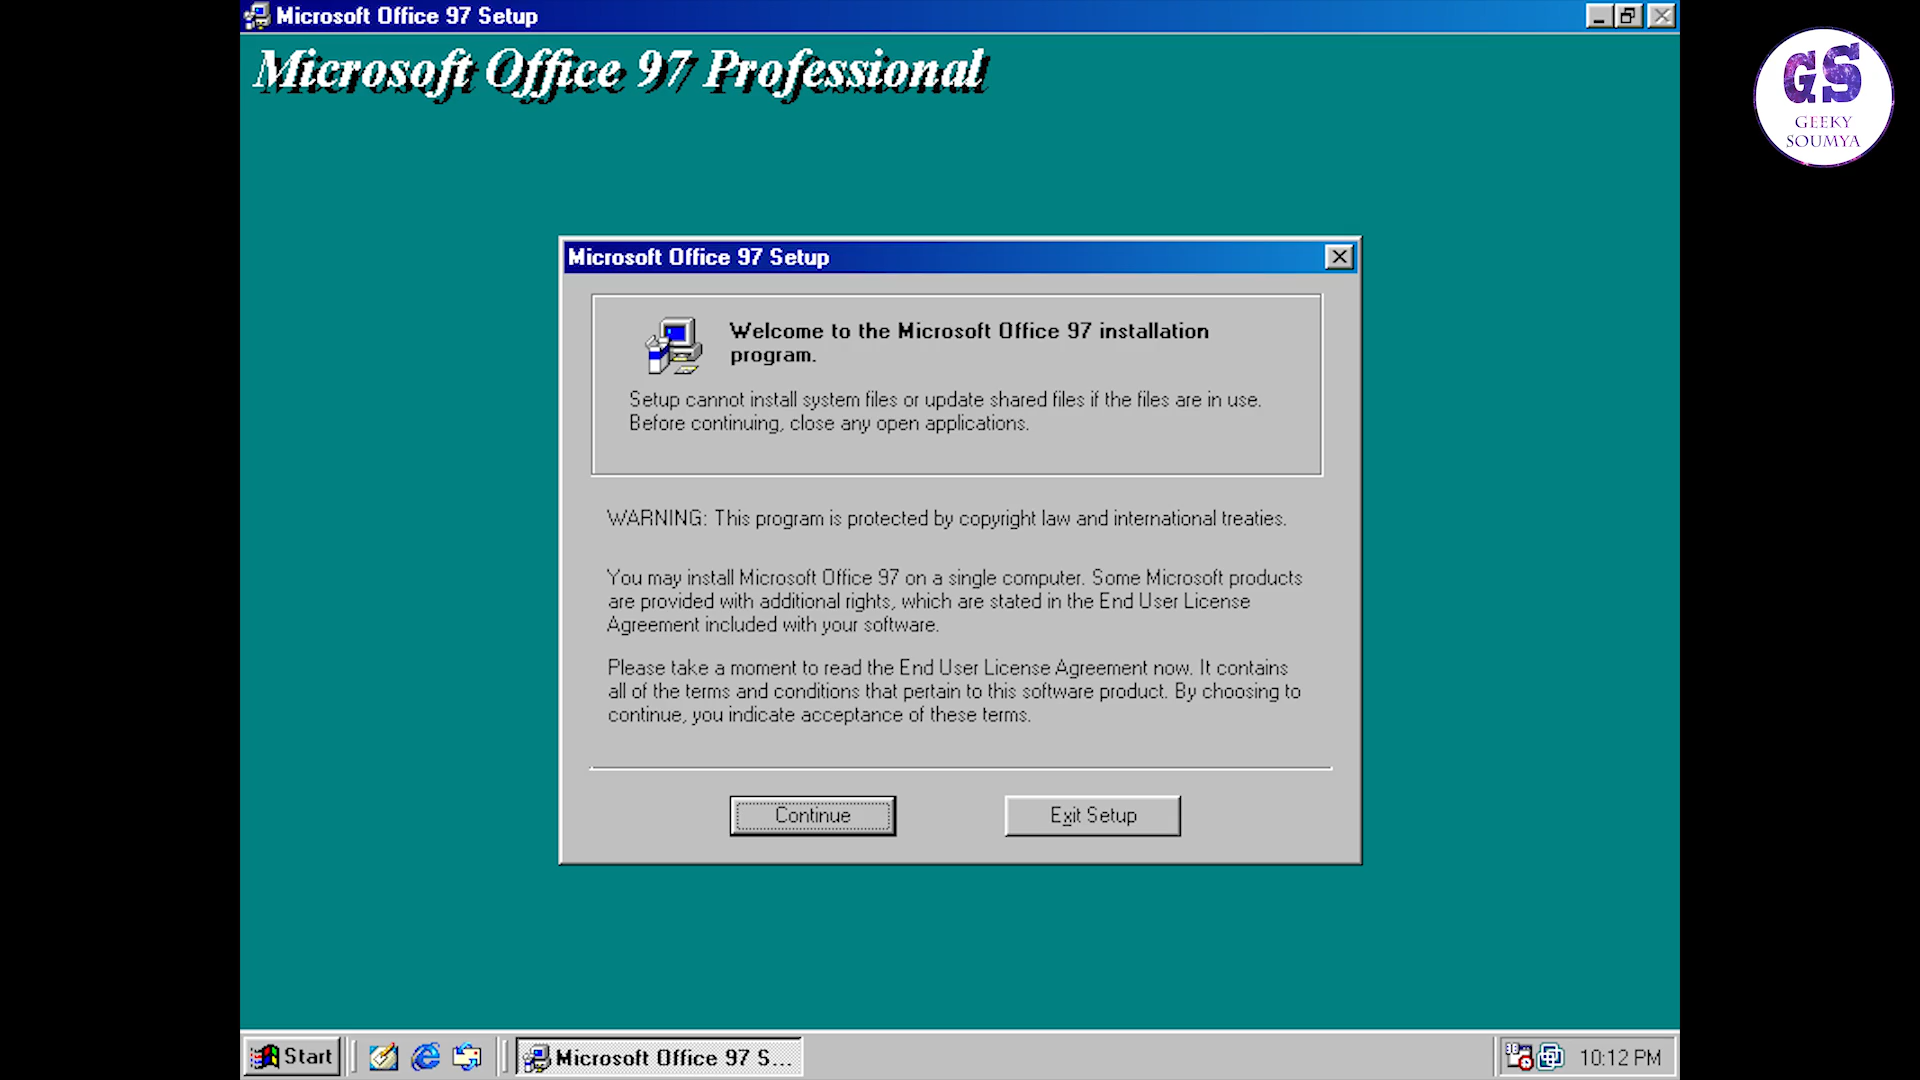 Microsoft Office 97 Setup
Microsoft Office 97 Professional
GS
GEEKY
SOUMYA
Microsoft Office 97 Setup
Welcome to the Microsoft Office 97 installation
program.
Setup cannot install system files or update shared files if the files are in use.
Before continuing, close any open applications.
WARNING: This program is protected by copyright law and international treaties.
You may install Microsoft Office 97 on a single computer. Some Microsoft products
are provided with additional rights, which are stated in the End User License
Agreement included with your software.
Please take a moment to read the End User License Agreement now. It contains
all of the terms and conditions that pertain to this software product. By choosing to
continue, you indicate acceptance of these terms.
Continue
Exit Setup
Start
Microsoft Office 97 S...
10:12 PM